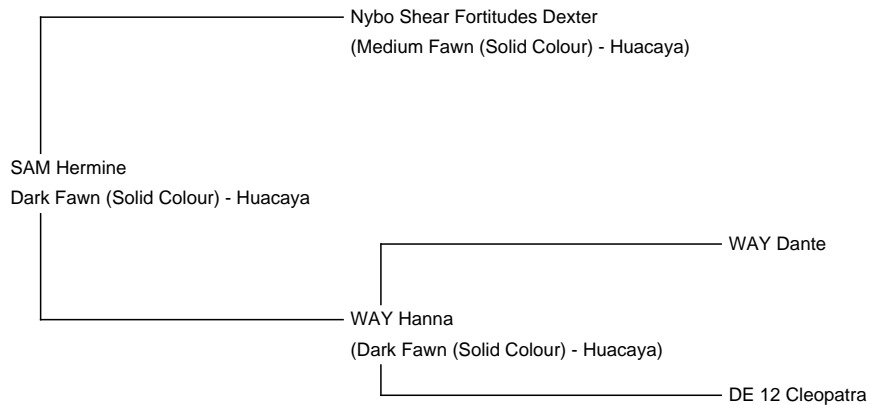 Nybo Shear Fortitudes Dexter
(Medium Fawn (Solid Colour) - Huacaya)
SAM Hermine
Dark Fawn (Solid Colour) - Huacaya
WAY Dante
WAY Hanna
(Dark Fawn (Solid Colour) - Huacaya)
DE 12 Cleopatra